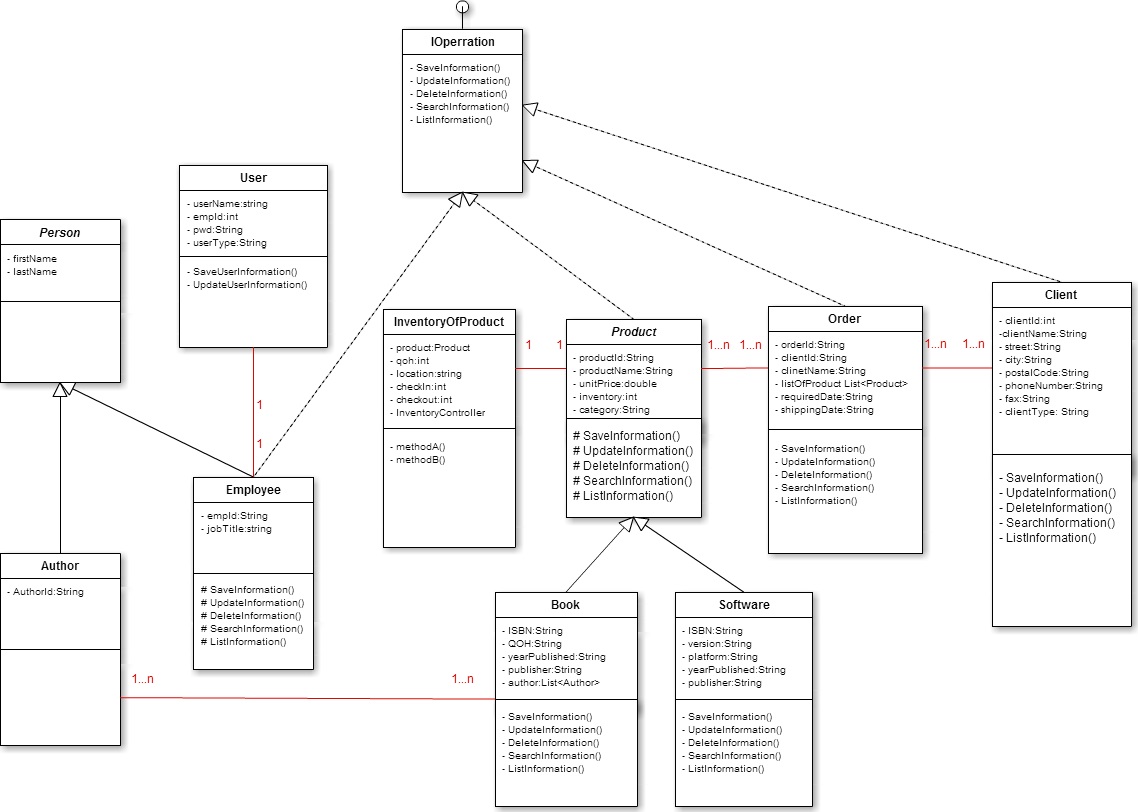 IOperration
- SaveInformation()
- UpdateInformation()
- DeleteInformation()
- SearchInformation()
- ListInformation()
User
- userName:string
- empId:int
- pwd:String
- userType:String
- SaveUserInformation()
- UpdateUserInformation()
Person
- firstName
- lastName
InventoryOfProduct
- product:Product
- qoh:int
- location:string
- checkIn:int
- checkout:int
- InventoryController
- methodA()
- methodB()
1
1
Product
- productId:String
- productName:String
- unitPrice:double
- inventory:int
- category:String
# SaveInformation()
# UpdateInformation()
# DeleteInformation()
# SearchInformation()
# ListInformation()
1...n
1...n
Order
- orderId:String
- clientId:String
- clinetName:String
- listOfProduct List<Product>
- requiredDate:String
- shippingDate:String
- SaveInformation()
- UpdateInformation()
- DeleteInformation()
- SearchInformation()
- ListInformation()
1...n
1...n
Client
- clientId:int
-clientName:String
- street:String
- city:String
- postalCode:String
- phoneNumber:String
- fax:String
- clientType: String
- SaveInformation()
- UpdateInformation()
- DeleteInformation()
- SearchInformation()
- ListInformation()
1
1
Employee
- empId:String
- jobTitle:string
# SaveInformation()
# UpdateInformation()
# DeleteInformation()
# SearchInformation()
# ListInformation()
Author
- AuthorId:String
1...n
1...n
Book
- ISBN:String
- QOH:String
- yearPublished:String
- publisher:String
- author:List<Author>
- SaveInformation()
- UpdateInformation()
- DeleteInformation()
- SearchInformation()
- ListInformation()
Software
- ISBN:String
- version:String
- platform:String
- yearPublished:String
- publisher:String
- SaveInformation()
- UpdateInformation()
- DeleteInformation()
- SearchInformation()
- ListInformation()